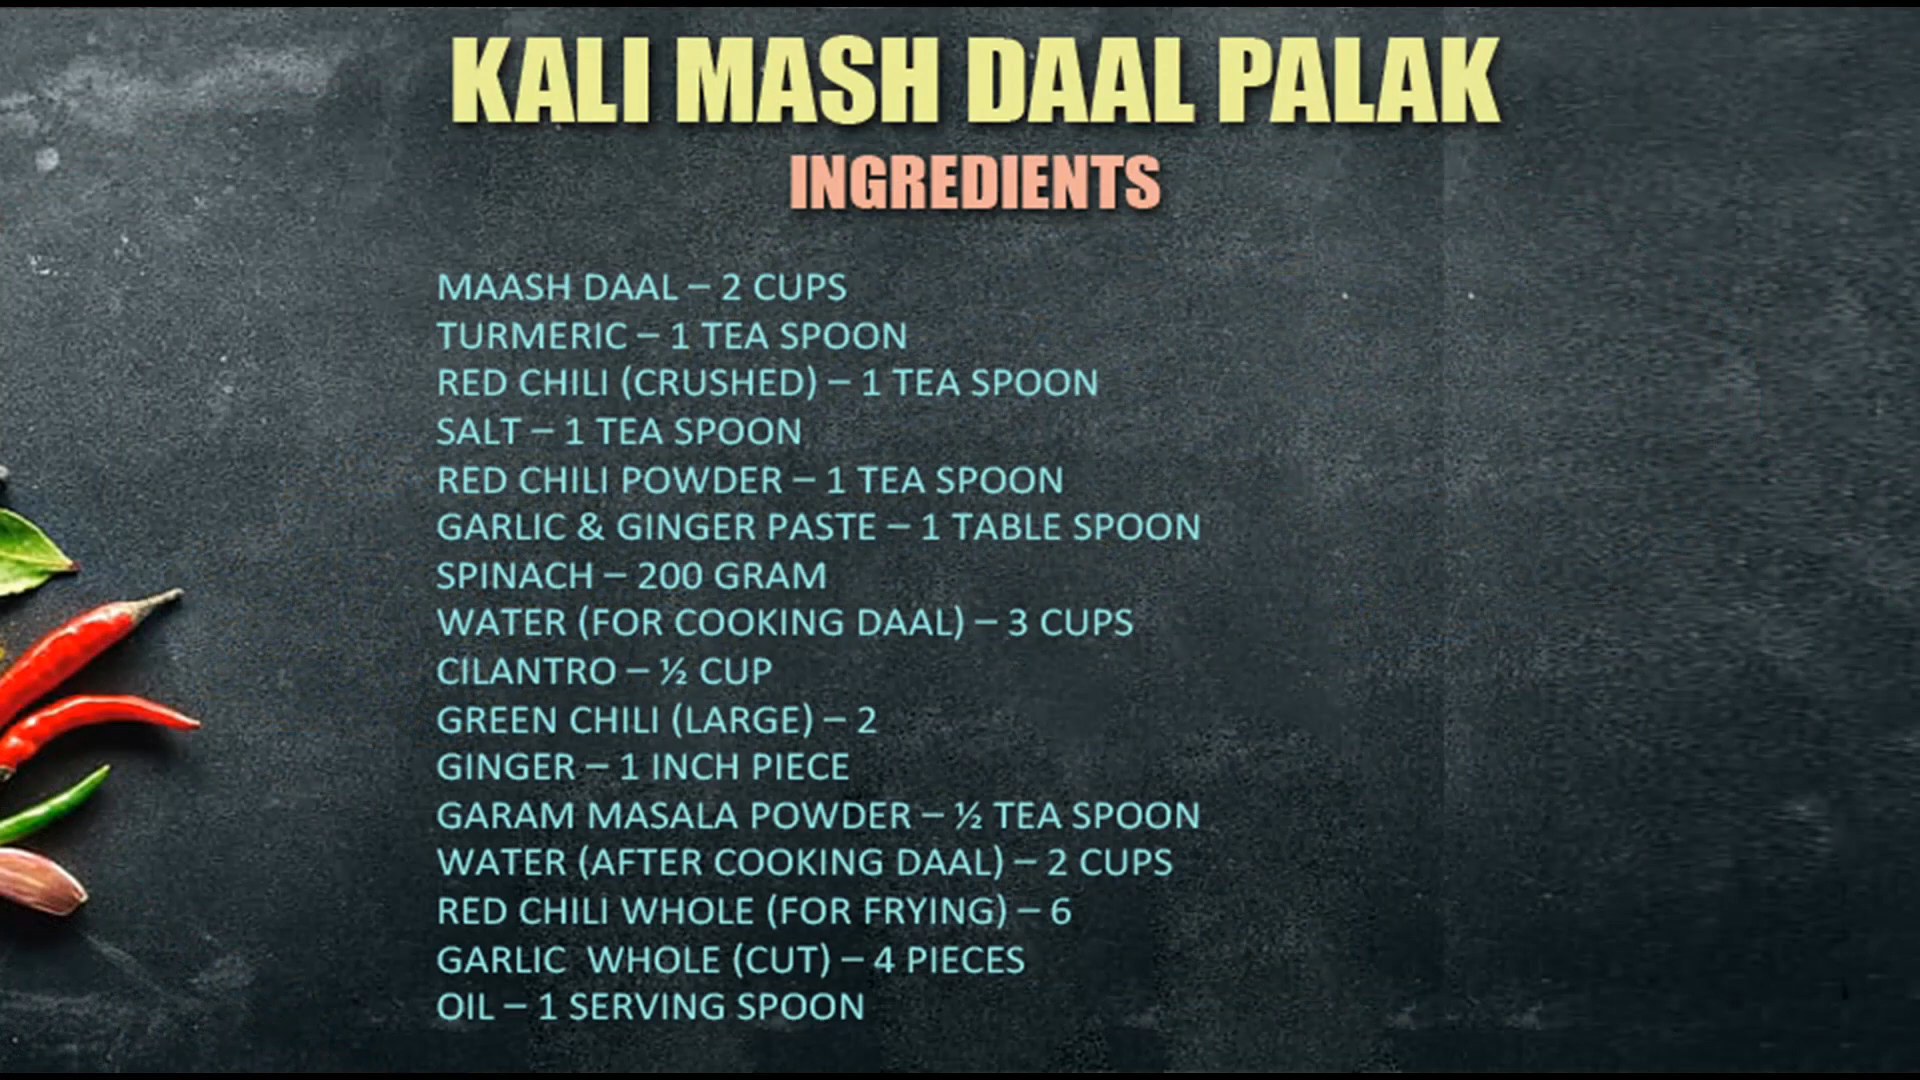 KALI MASH DAAL PALAK
INGREDIENTS
MAASH DAAL – 2 CUPS
TURMERIC – 1 TEA SPOON
RED CHILI (CRUSHED) – 1 TEA SPOON
SALT – 1 TEA SPOON
RED CHILI POWDER – 1 TEA SPOON
GARLIC & GINGER PASTE – 1 TABLE SPOON
SPINACH – 200 GRAM
WATER (FOR COOKING DAAL) – 3 CUPS
CILANTRO – ½ CUP
GREEN CHILI (LARGE) – 2
GINGER – 1 INCH PIECE
GARAM MASALA POWDER – ½ TEA SPOON
WATER (AFTER COOKING DAAL) – 2 CUPS
RED CHILI WHOLE (FOR FRYING) – 6
GARLIC  WHOLE (CUT) – 4 PIECES
OIL – 1 SERVING SPOON